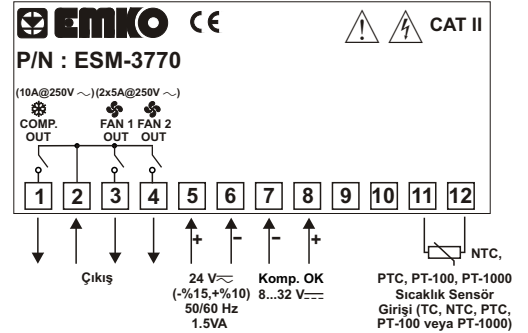 EMKO CE CAT II
P/N : ESM-3770
(10A@250V ~) (2x5A@250V ~)
COMP. OUT
FAN 1 OUT
FAN 2 OUT
1 2 3 4 5 6 7 8 9 10 11 12
+ - - +
Çıkış
24 V
(-%15,+%10)
50/60 Hz
1.5VA
Komp. OK
8...32 V
NTC,
PTC, PT-100, PT-1000
Sıcaklık Sensör
Girişi (TC, NTC, PTC,
PT-100 veya PT-1000)